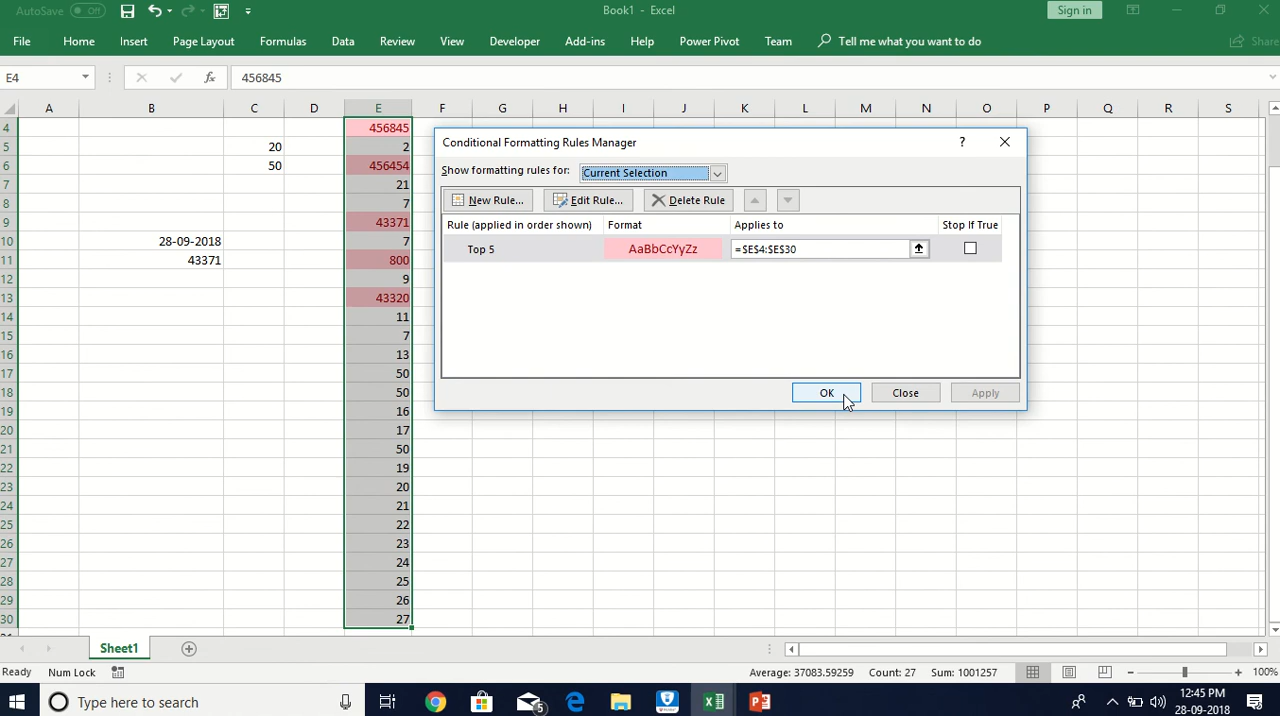 AutoSave Off Book1 - Excel Sign in
File Home Insert Page Layout Formulas Data Review View Developer Add-ins Help Power Pivot Team Tell me what you want to do Share
E4 fx 456845
A B C D E F G H I J K L M N O P Q R S
4 456845
5 20 2
6 50 456454
7 21
8 7
9 43371
10 28-09-2018 7
11 43371 800
12 9
13 43320
14 11
15 7
16 13
17 50
18 50
19 16
20 17
21 50
22 19
23 20
24 21
25 22
26 23
27 24
28 25
29 26
30 27
Conditional Formatting Rules Manager ?
Show formatting rules for: Current Selection
New Rule... Edit Rule... Delete Rule
Rule (applied in order shown) Format Applies to Stop If True
Top 5 AaBbCcYyZz =$E$4:$E$30
OK Close Apply
Sheet1
Ready Num Lock Average: 37083.59259 Count: 27 Sum: 1001257 100%
Type here to search 5 12:45 PM
28-09-2018